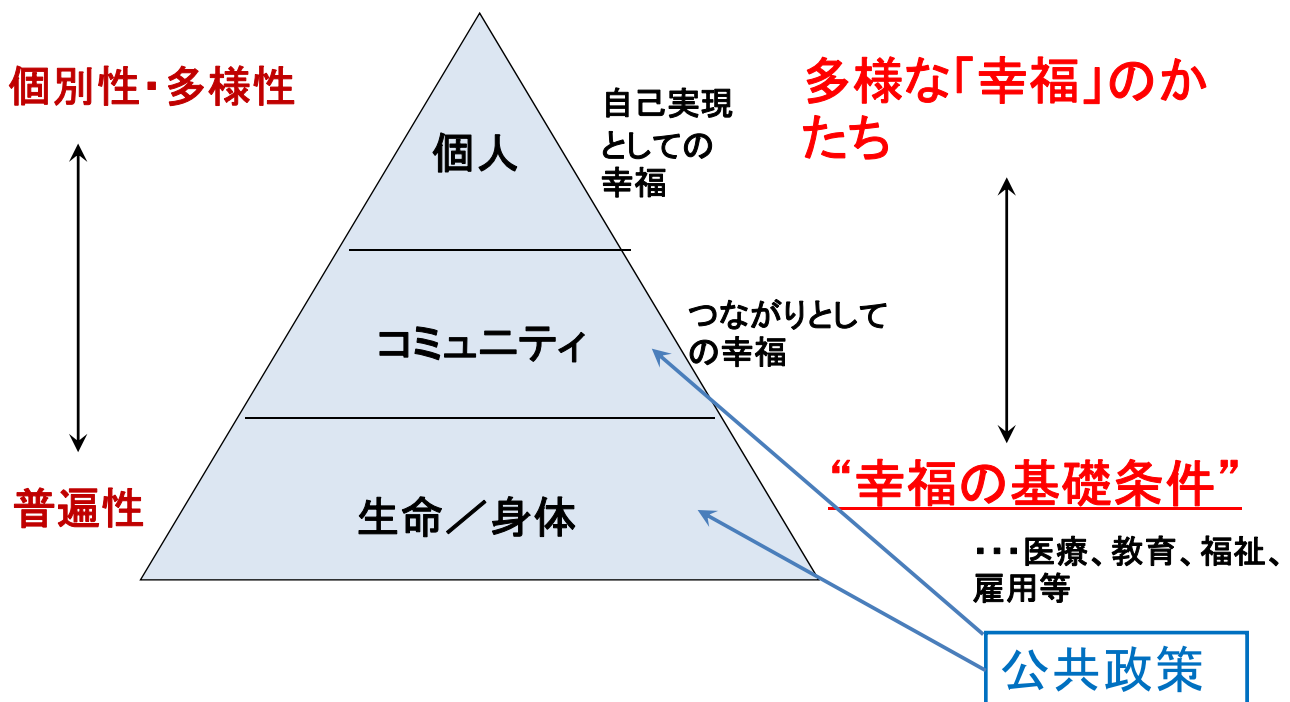 個別性・多様性
多様な「幸福」のか
たち
自己実現
としての
幸福
個人
つながりとして
の幸福
コミュニティ
“幸福の基礎条件”
普遍性
生命／身体
・・・医療、教育、福祉、
雇用等
公共政策